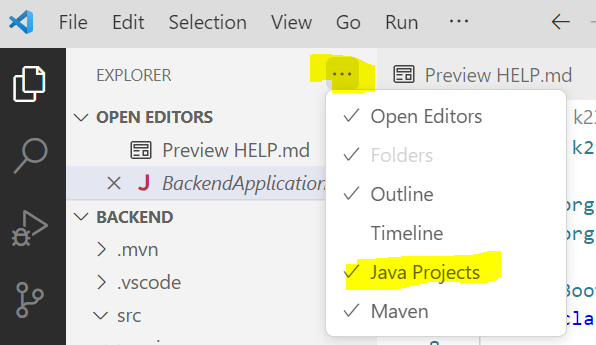 File Edit Selection View Go Run ... ←
EXPLORER ...
Preview HELP.md
OPEN EDITORS
Preview HELP.md
J BackendApplication
BACKEND
.mvn
.vscode
src
Open Editors
Folders
Outline
Timeline
Java Projects
Maven